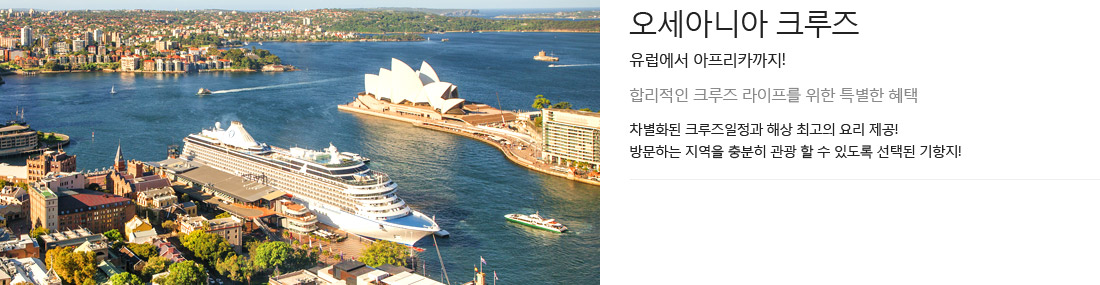 오세아니아 크루즈
유럽에서 아프리카까지!
합리적인 크루즈 라이프를 위한 특별한 혜택
차별화된 크루즈일정과 해상 최고의 요리 제공!
방문하는 지역을 충분히 관광 할 수 있도록 선택된 기항지!